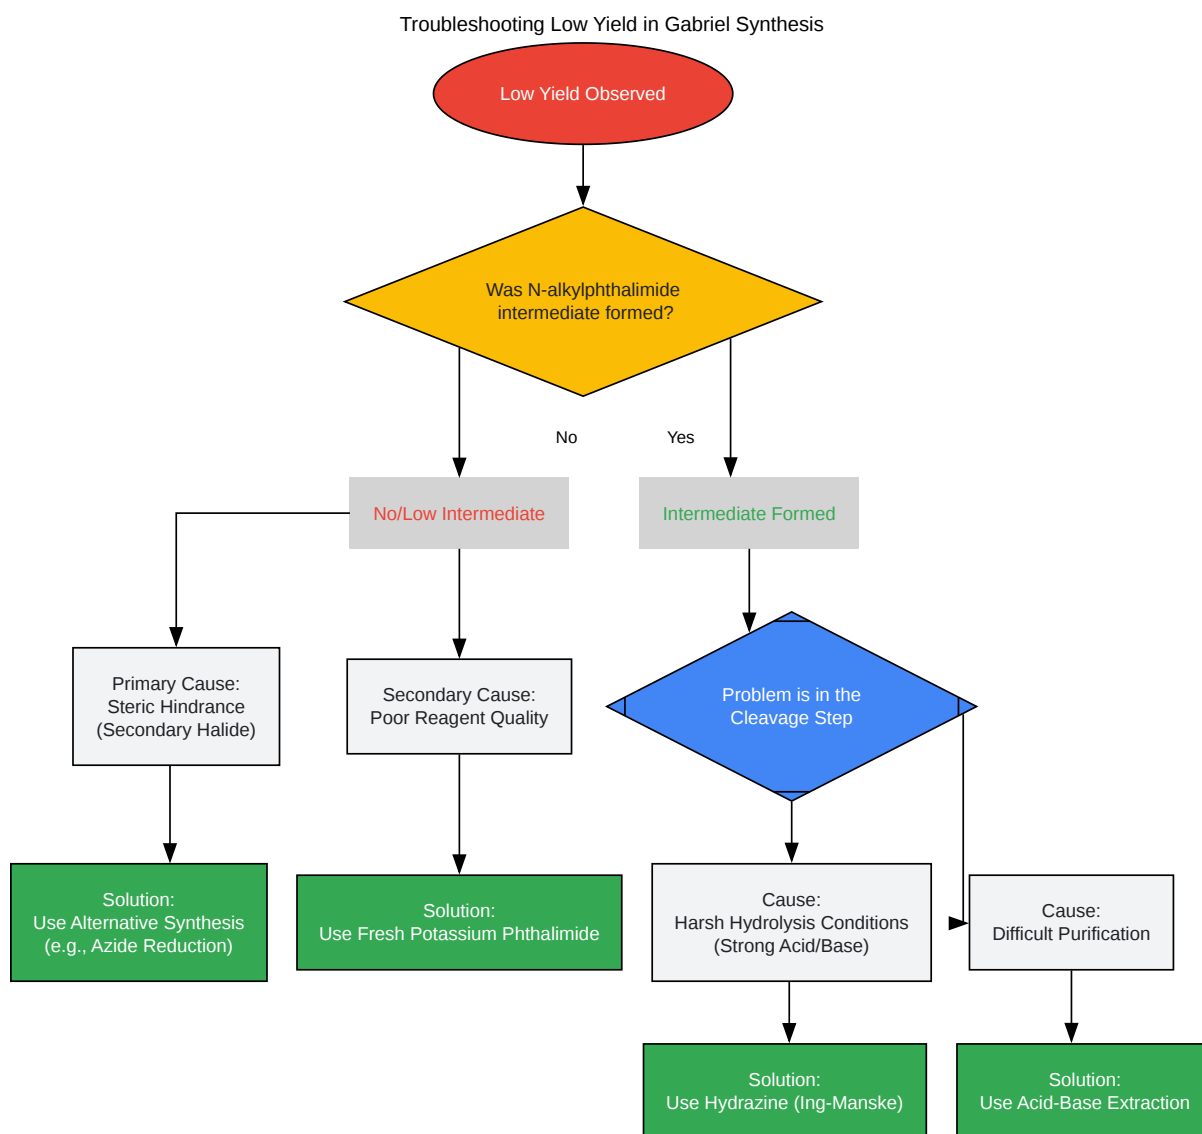 Troubleshooting Low Yield in Gabriel Synthesis
Low Yield Observed
Was N-alkylphthalimide
intermediate formed?
No
Yes
No/Low Intermediate
Intermediate Formed
Primary Cause:
Steric Hindrance
(Secondary Halide)
Secondary Cause:
Poor Reagent Quality
Problem is in the
Cleavage Step
Solution:
Use Alternative Synthesis
(e.g., Azide Reduction)
Solution:
Use Fresh Potassium Phthalimide
Cause:
Harsh Hydrolysis Conditions
(Strong Acid/Base)
Cause:
Difficult Purification
Solution:
Use Hydrazine (Ing-Manske)
Solution:
Use Acid-Base Extraction